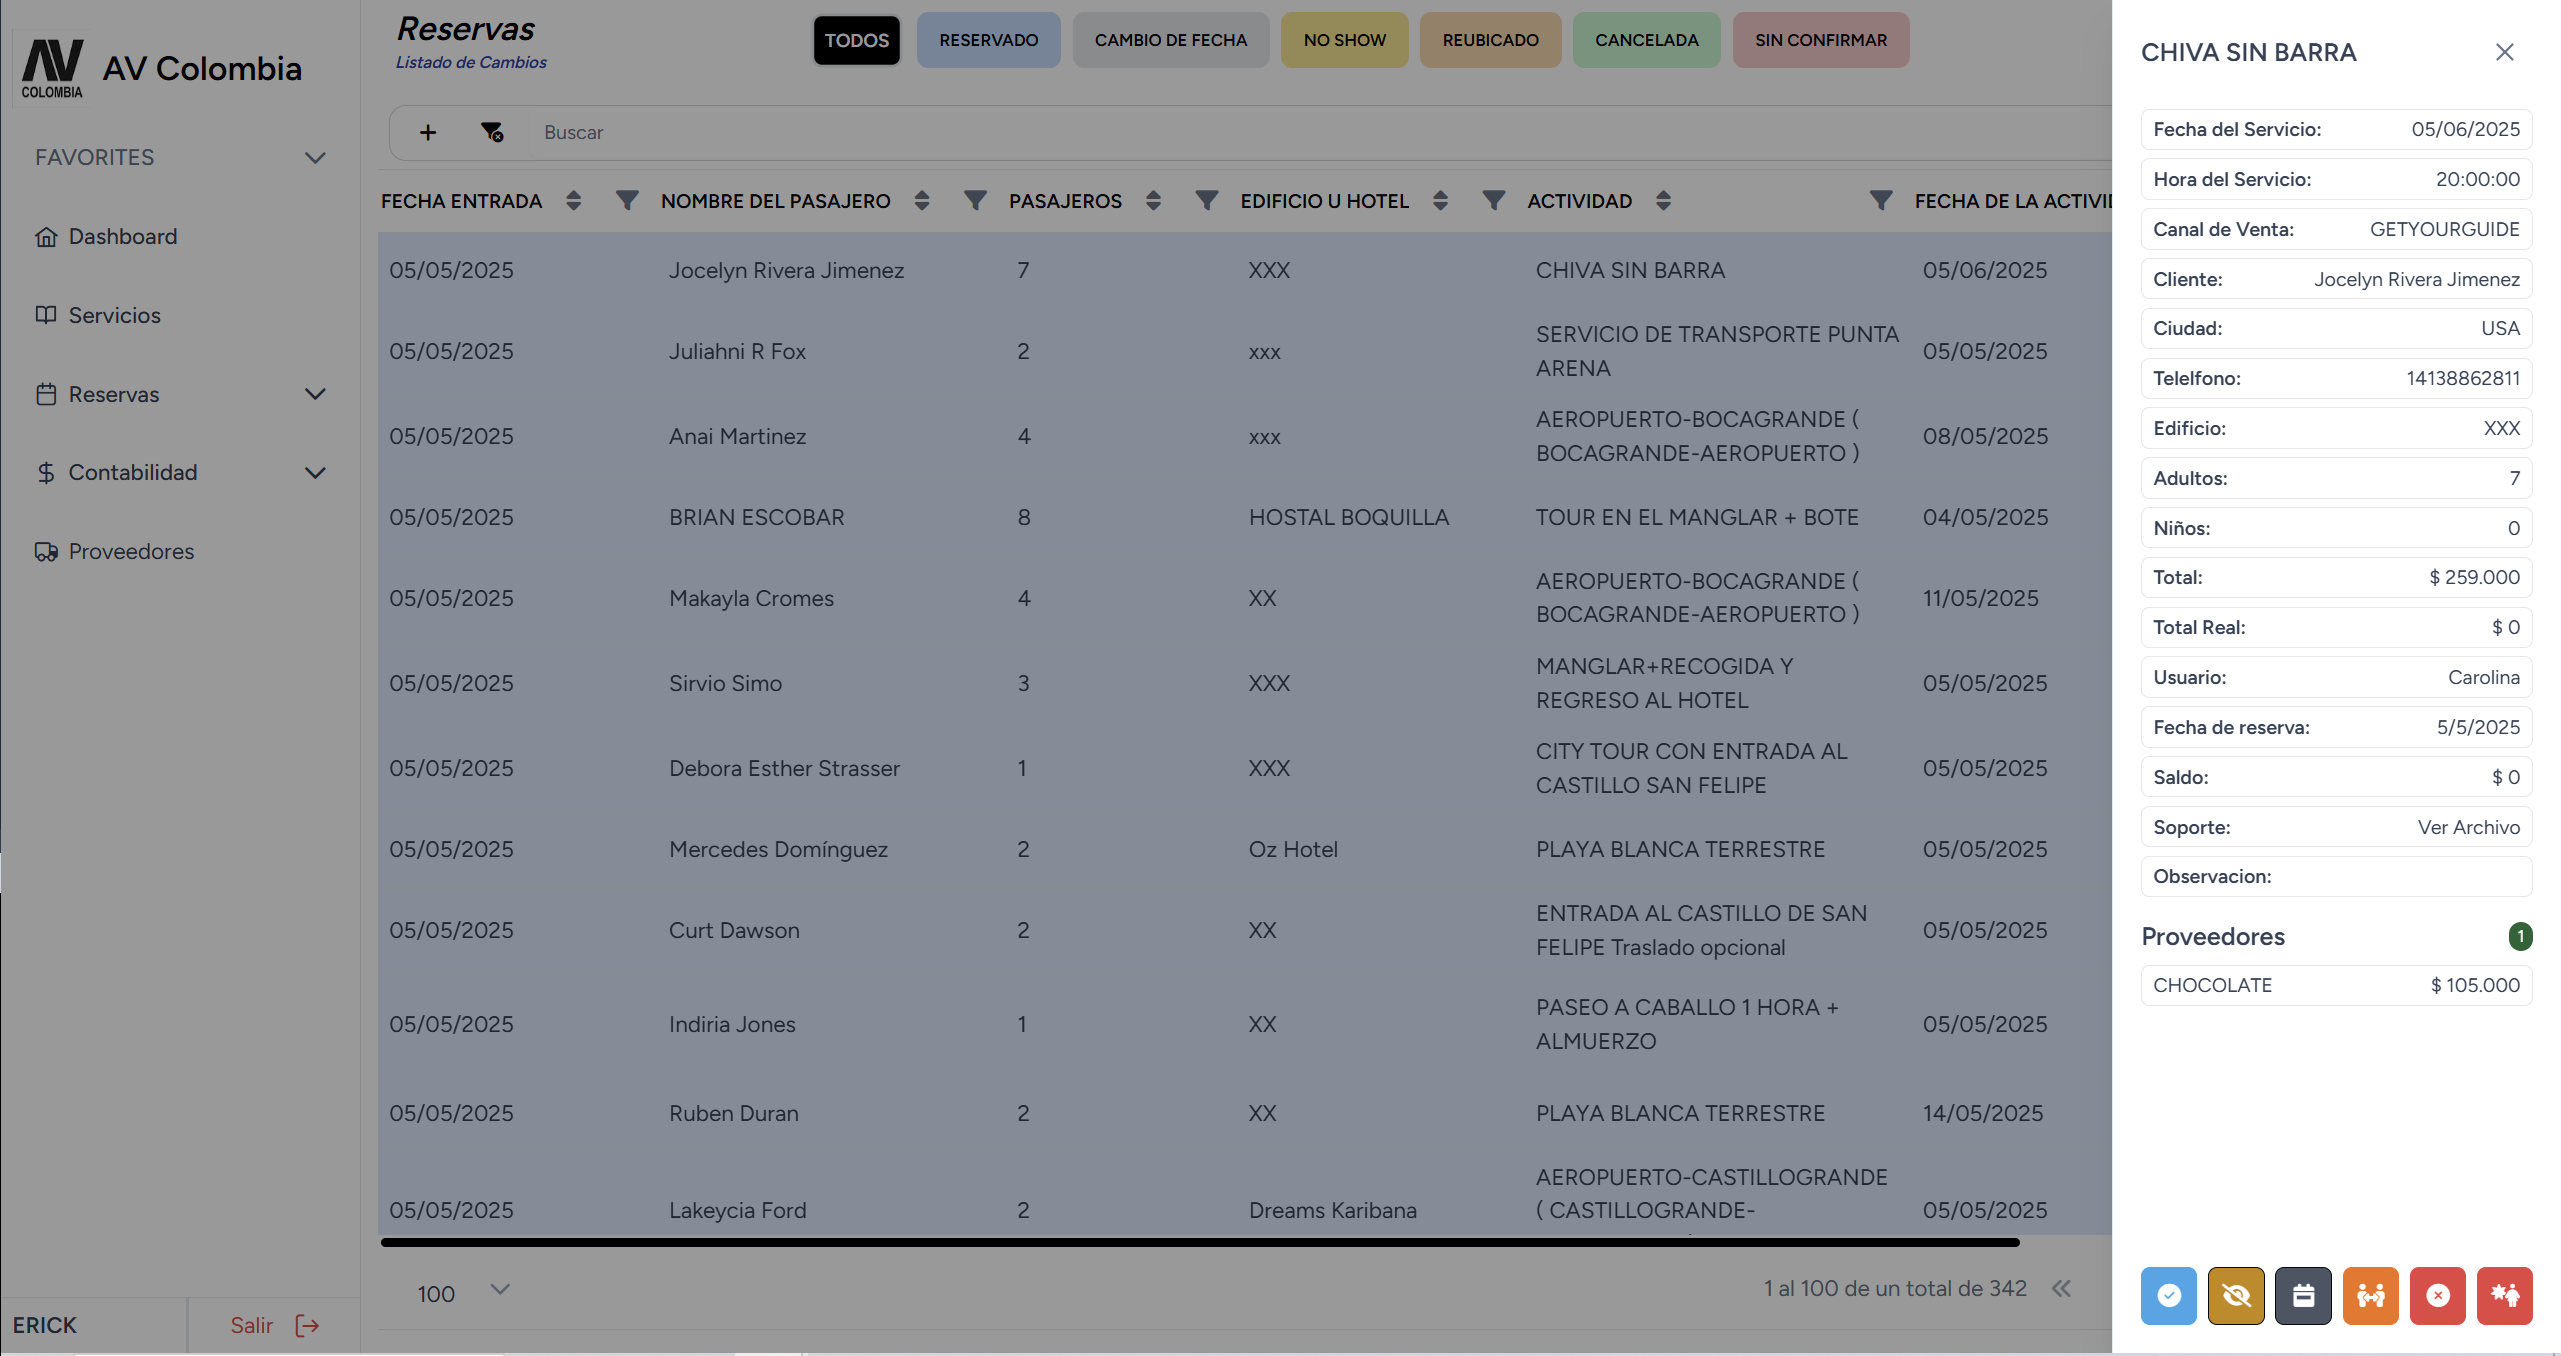 AV
COLOMBIA
AV Colombia
FAVORITES
Dashboard
Servicios
Reservas
Contabilidad
Proveedores
ERICK
Salir
Reservas
Listado de Cambios
TODOS
RESERVADO
CAMBIO DE FECHA
NO SHOW
REUBICADO
CANCELADA
SIN CONFIRMAR
Buscar
FECHA ENTRADA NOMBRE DEL PASAJERO PASAJEROS EDIFICIO U HOTEL ACTIVIDAD FECHA DE LA ACTIVID
05/05/2025 Jocelyn Rivera Jimenez 7 XXX CHIVA SIN BARRA 05/06/2025
05/05/2025 Juliahni R Fox 2 xxx SERVICIO DE TRANSPORTE PUNTA
ARENA 05/05/2025
05/05/2025 Anai Martinez 4 xxx AEROPUERTO-BOCAGRANDE (
BOCAGRANDE-AEROPUERTO ) 08/05/2025
05/05/2025 BRIAN ESCOBAR 8 HOSTAL BOQUILLA TOUR EN EL MANGLAR + BOTE 04/05/2025
05/05/2025 Makayla Cromes 4 XX AEROPUERTO-BOCAGRANDE (
BOCAGRANDE-AEROPUERTO ) 11/05/2025
05/05/2025 Sirvio Simo 3 XXX MANGLAR+RECOGIDA Y
REGRESO AL HOTEL 05/05/2025
05/05/2025 Debora Esther Strasser 1 XXX CITY TOUR CON ENTRADA AL
CASTILLO SAN FELIPE 05/05/2025
05/05/2025 Mercedes Domínguez 2 Oz Hotel PLAYA BLANCA TERRESTRE 05/05/2025
05/05/2025 Curt Dawson 2 XX ENTRADA AL CASTILLO DE SAN
FELIPE Traslado opcional 05/05/2025
05/05/2025 Indiria Jones 1 XX PASEO A CABALLO 1 HORA +
ALMUERZO 05/05/2025
05/05/2025 Ruben Duran 2 XX PLAYA BLANCA TERRESTRE 14/05/2025
05/05/2025 Lakeycia Ford 2 Dreams Karibana AEROPUERTO-CASTILLOGRANDE
( CASTILLOGRANDE- 05/05/2025
100
1 al 100 de un total de 342
CHIVA SIN BARRA
Fecha del Servicio: 05/06/2025
Hora del Servicio: 20:00:00
Canal de Venta: GETYOURGUIDE
Cliente: Jocelyn Rivera Jimenez
Ciudad: USA
Telelfono: 14138862811
Edificio: XXX
Adultos: 7
Niños: 0
Total: $ 259.000
Total Real: $ 0
Usuario: Carolina
Fecha de reserva: 5/5/2025
Saldo: $ 0
Soporte: Ver Archivo
Observacion:
Proveedores 1
CHOCOLATE $ 105.000